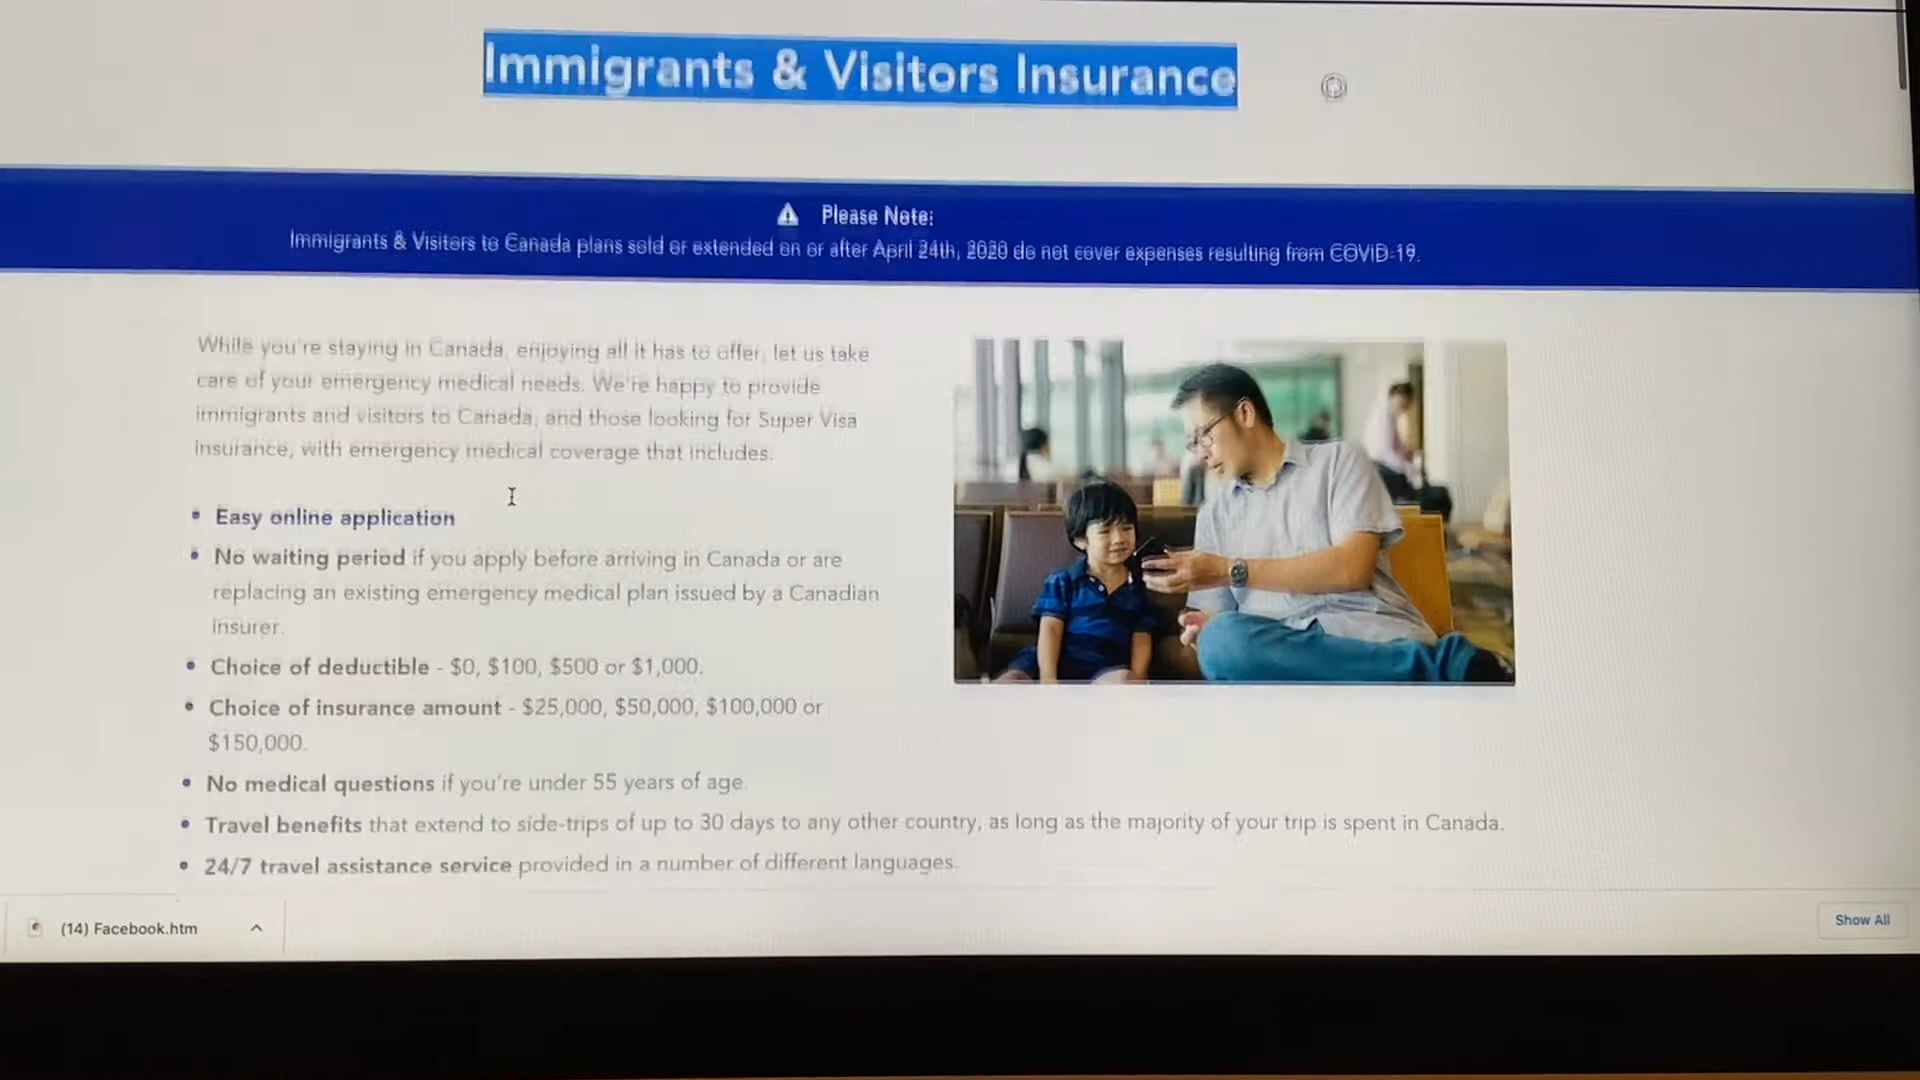 Immigrants & Visitors Insurance
Please Note:
Immigrants & Visitors to Canada plans sold or extended on or after April 24th, 2020 do not cover expenses resulting from COVID-19.
While you're staying in Canada, enjoying all it has to offer, let us take
care of your emergency medical needs. We're happy to provide
immigrants and visitors to Canada, and those looking for Super Visa
insurance, with emergency medical coverage that includes.
• Easy online application
• No waiting period if you apply before arriving in Canada or are
replacing an existing emergency medical plan issued by a Canadian
insurer.
• Choice of deductible - $0, $100, $500 or $1,000.
• Choice of insurance amount - $25,000, $50,000, $100,000 or
$150,000.
• No medical questions if you're under 55 years of age.
• Travel benefits that extend to side-trips of up to 30 days to any other country, as long as the majority of your trip is spent in Canada.
• 24/7 travel assistance service provided in a number of different languages.
(14) Facebook.htm
Show All